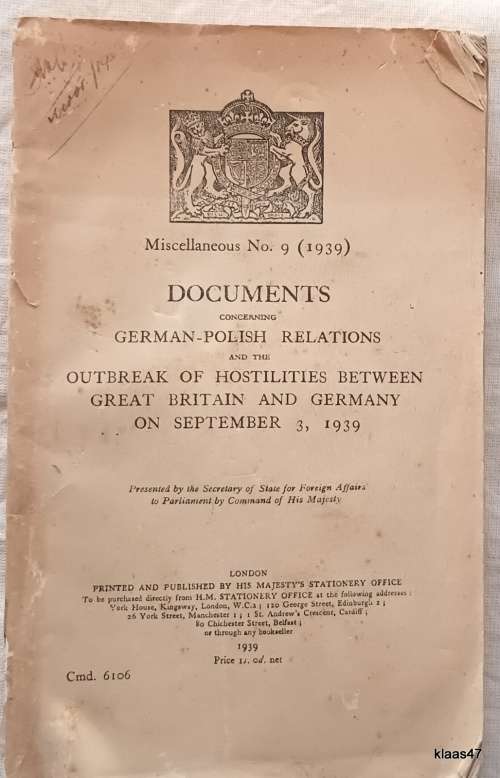 Miscellaneous No. 9 (1939)
DOCUMENTS
CONCERNING
GERMAN-POLISH RELATIONS
AND THE
OUTBREAK OF HOSTILITIES BETWEEN
GREAT BRITAIN AND GERMANY
ON SEPTEMBER 3, 1939
Presented by the Secretary of State for Foreign Affairs
to Parliament by Command of His Majesty
LONDON
PRINTED AND PUBLISHED BY HIS MAJESTY'S STATIONERY OFFICE
To be purchased directly from H.M. STATIONERY OFFICE at the following addresses:
York House, Kingsway, London, W.C.2; 120 George Street, Edinburgh 2;
26 York Street, Manchester 1; 1 St. Andrew's Crescent, Cardiff;
80 Chichester Street, Belfast;
or through any bookseller
1939
Price 1s. 0d. net
Cmd. 6106
klaas47